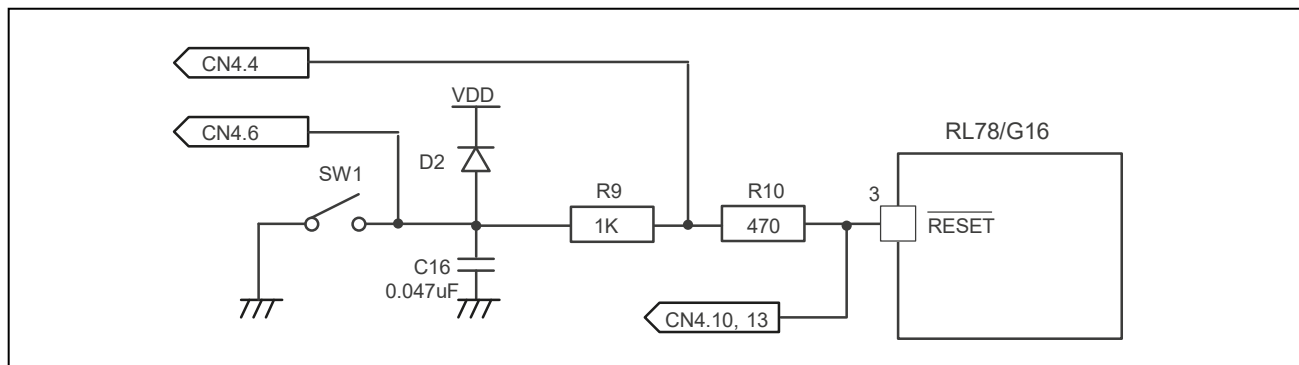 CN4.4
VDD
CN4.6
RL78/G16
D2
SW1
R9
R10
3
1K
470
RESET
C16
0.047uF
CN4.10, 13